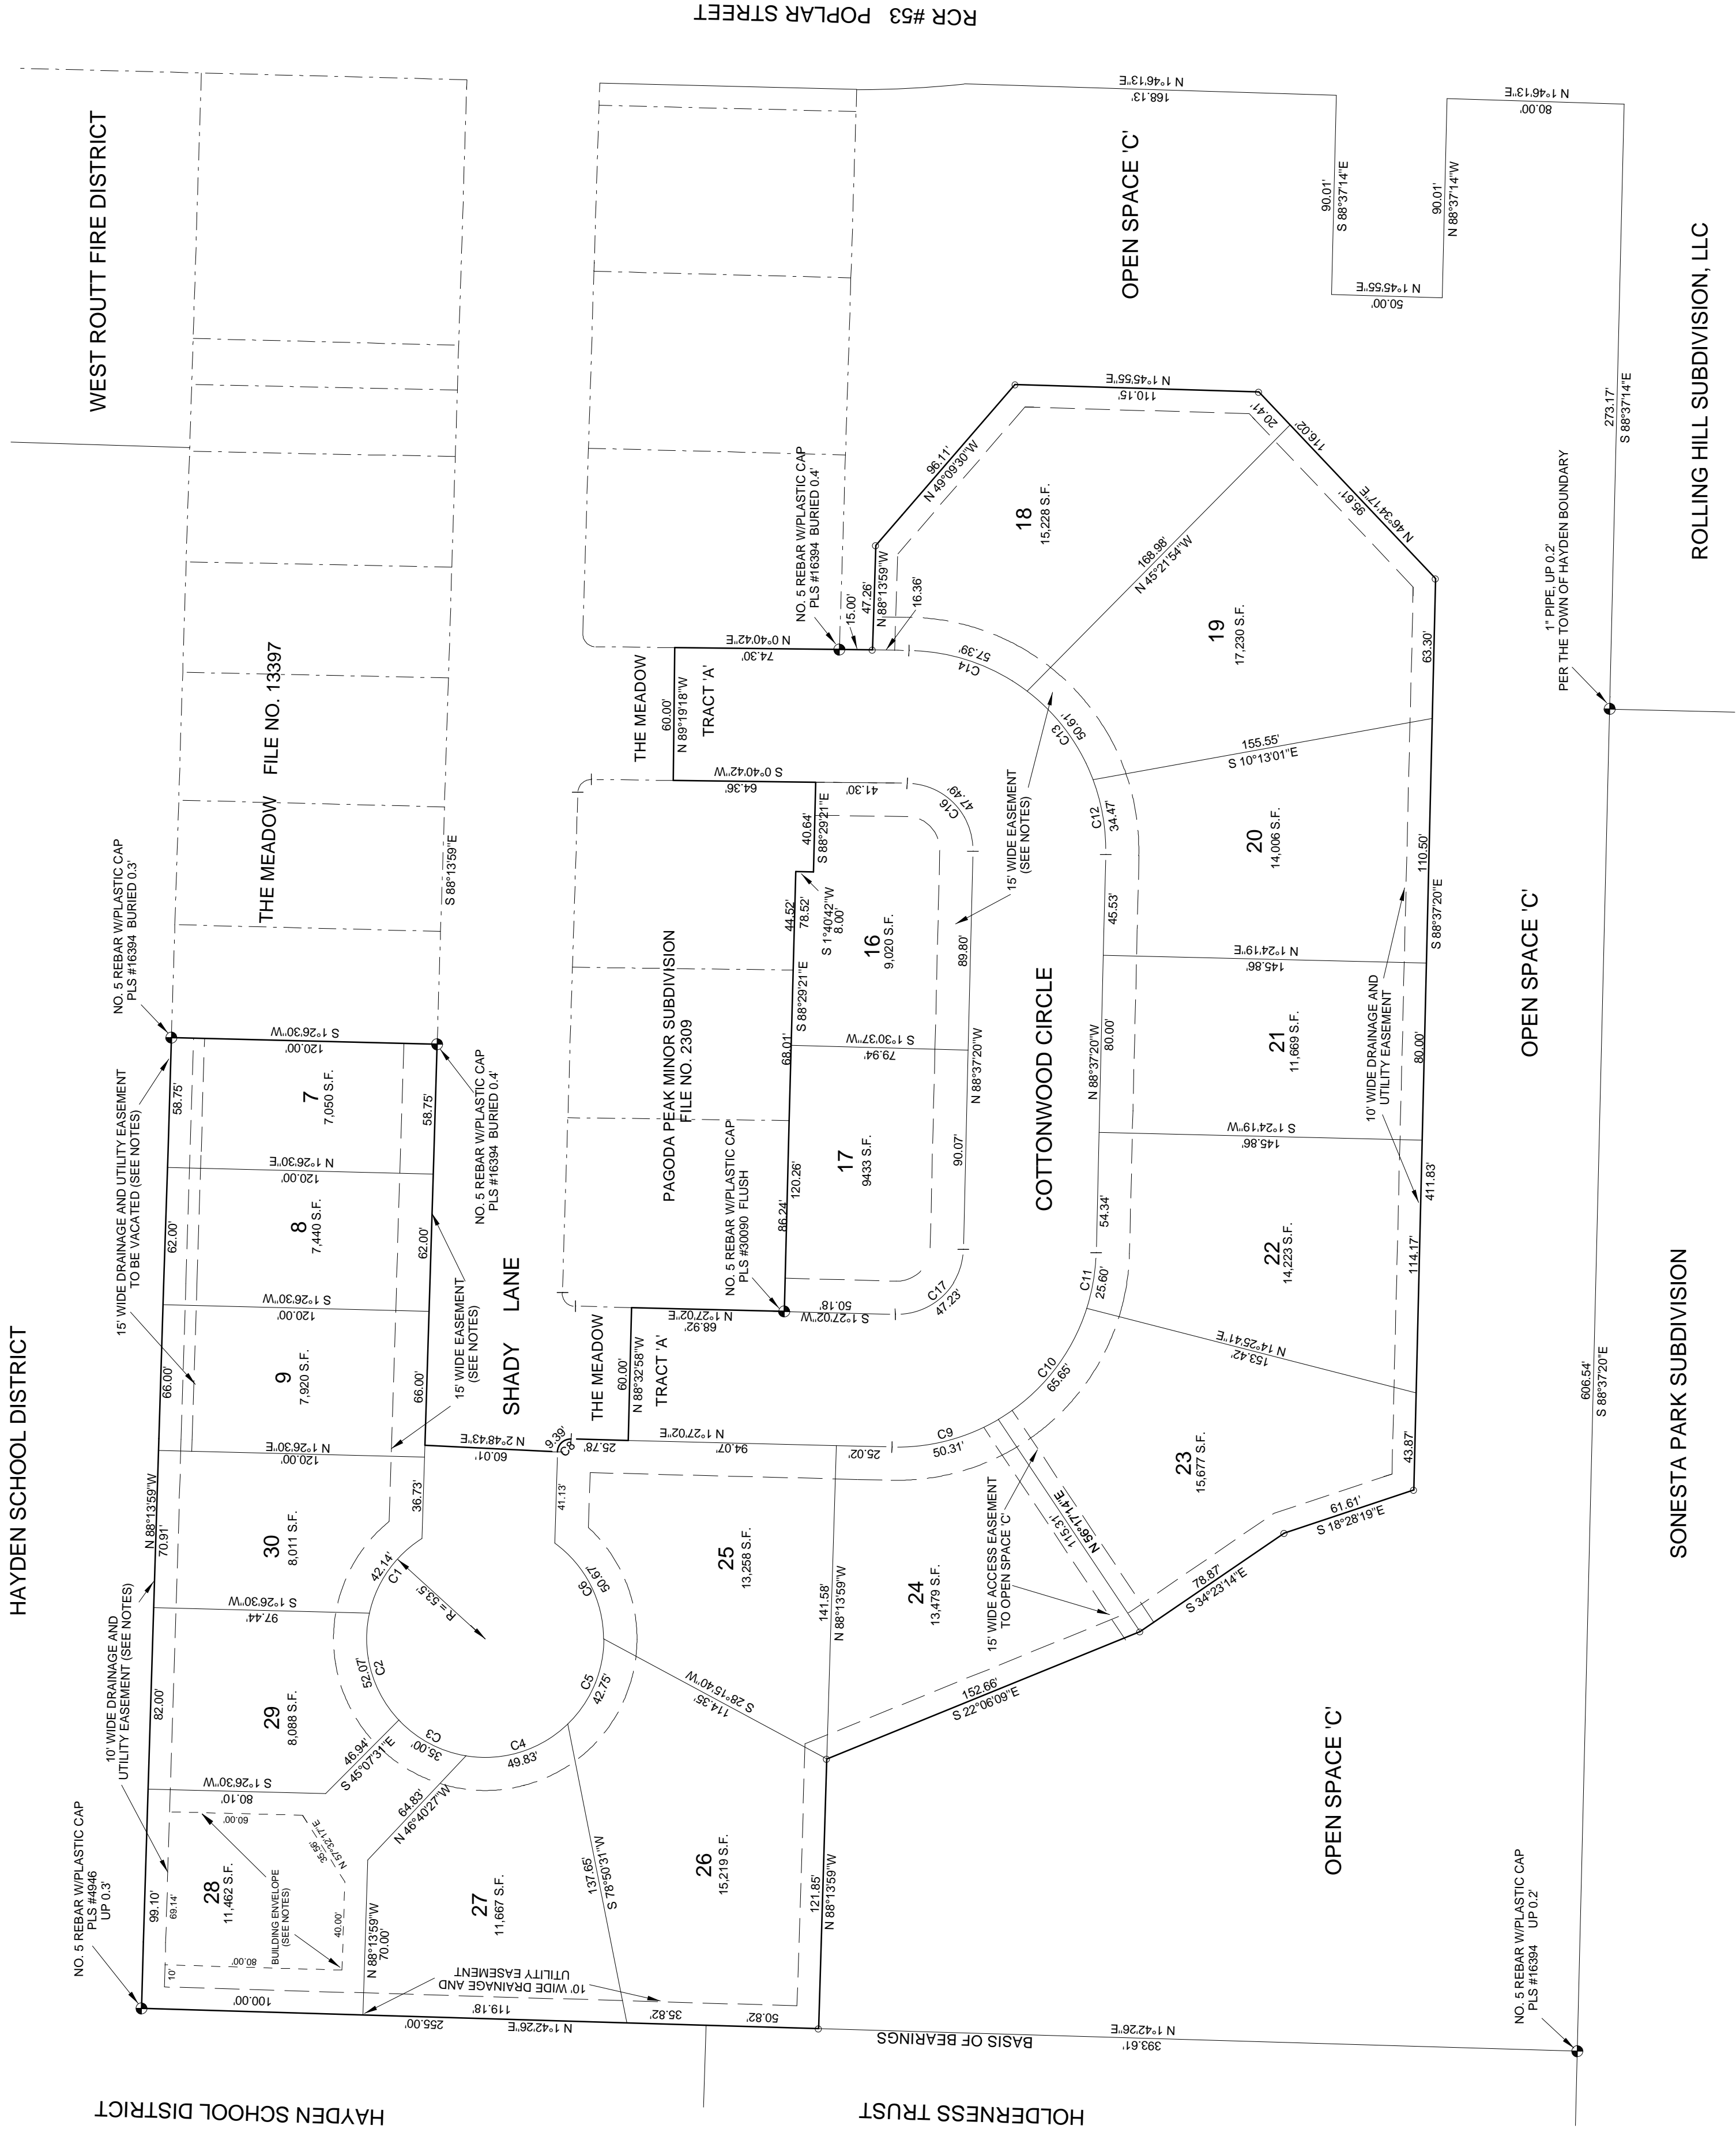 RCR #53   POPLAR STREET
WEST ROUTT FIRE DISTRICT
HAYDEN SCHOOL DISTRICT
HAYDEN SCHOOL DISTRICT
HOLDERNESS TRUST
SONESTA PARK SUBDIVISION
ROLLING HILL SUBDIVISION, LLC
THE MEADOW   FILE NO. 13397
S 88°13'59"E
NO. 5 REBAR W/PLASTIC CAP
PLS #16394  BURIED 0.3'
S 1°26'30"W
120.00'
NO. 5 REBAR W/PLASTIC CAP
PLS #16394  BURIED 0.4'
15' WIDE DRAINAGE AND UTILITY EASEMENT
TO BE VACATED (SEE NOTES)
58.75'
7
7,050 S.F.
58.75'
N 1°26'30"E
120.00'
62.00'
8
7,440 S.F.
62.00'
S 1°26'30"W
120.00'
66.00'
9
7,920 S.F.
66.00'
15' WIDE EASEMENT
(SEE NOTES)
N 1°26'30"E
120.00'
N 88°13'59"W
70.91'
30
8,011 S.F.
36.73'
42.14'
C1
R = 53.5'
S 1°26'30"W
97.44'
10' WIDE DRAINAGE AND
UTILITY EASEMENT (SEE NOTES)
82.00'
29
8,088 S.F.
52.07'
C2
S 1°26'30"W
80.10'
46.94'
S 45°07'31"E
C3
35.00'
NO. 5 REBAR W/PLASTIC CAP
PLS #4946
UP 0.3'
99.10'
69.14'
28
11,462 S.F.
60.00'
N 57°32'17"E
35.56'
BUILDING ENVELOPE
(SEE NOTES)
40.00'
80.00'
10'
100.00'
N 88°13'59"W
70.00'
64.83'
N 46°40'27"W
27
11,667 S.F.
C4
49.83'
10' WIDE DRAINAGE AND
UTILITY EASEMENT
119.18'
N 1°42'26"E
255.00'
137.65'
S 78°50'31"W
26
15,219 S.F.
C5
42.75'
35.82'
50.82'
121.85'
N 88°13'59"W
S 28°15'40"W
114.35'
25
13,258 S.F.
C6
50.67'
41.13'
SHADY   LANE
N 2°48'43"E
60.01'
9.39'
C8
25.78'
THE MEADOW
TRACT 'A'
60.00'
N 88°32'58"W
N 1°27'02"E
68.92'
N 1°27'02"E
94.07'
25.02'
S 1°27'02"W
50.18'
141.58'
N 88°13'59"W
24
13,479 S.F.
C9
50.31'
15' WIDE ACCESS EASEMENT
TO OPEN SPACE 'C'
N 56°17'14"E
115.31'
152.66'
S 22°06'09"E
78.87'
S 34°23'14"E
61.61'
S 18°28'19"E
23
15,677 S.F.
C10
65.65'
43.87'
N 14°25'41"E
153.42'
C11
25.60'
54.34'
22
14,223 S.F.
114.17'
411.83'
S 1°24'19"W
145.86'
N 88°37'20"W
80.00'
21
11,669 S.F.
80.00'
10' WIDE DRAINAGE AND
UTILITY EASEMENT
N 1°24'19"E
145.86'
45.53'
20
14,006 S.F.
110.50'
S 88°37'20"E
C12
34.47
155.55'
S 10°13'01"E
19
17,230 S.F.
C13
50.61'
63.30'
168.98'
N 45°21'54"W
95.61'
N 46°34'17"E
116.02'
20.41'
18
15,228 S.F.
C14
57.39'
16.36'
47.26'
N 88°13'59"W
15.00'
96.11'
N 49°09'30"W
N 1°45'55"E
110.15'
NO. 5 REBAR W/PLASTIC CAP
PLS #16394  BURIED 0.4'
N 0°40'42"E
74.30'
THE MEADOW
TRACT 'A'
60.00'
N 89°19'18"W
S 0°40'42"W
64.36'
41.30'
C16
47.49'
40.64'
S 88°29'21"E
S 1°40'42"W
8.00'
44.52'
78.52'
16
9,020 S.F.
89.80'
S 88°29'21"E
68.01'
S 1°30'37"W
79.94'
N 88°37'20"W
15' WIDE EASEMENT
(SEE NOTES)
PAGODA PEAK MINOR SUBDIVISION
FILE NO. 2309
NO. 5 REBAR W/PLASTIC CAP
PLS #30090  FLUSH
120.26'
86.24'
17
9433 S.F.
90.07'
C17
47.23'
COTTONWOOD CIRCLE
OPEN SPACE 'C'
N 1°46'13"E
168.13'
90.01'
S 88°37'14"E
N 1°45'55"E
50.00'
90.01'
N 88°37'14"W
N 1°46'13"E
80.00'
273.17'
S 88°37'14"E
1" PIPE, UP 0.2'
PER THE TOWN OF HAYDEN BOUNDARY
OPEN SPACE 'C'
606.54'
S 88°37'20"E
OPEN SPACE 'C'
NO. 5 REBAR W/PLASTIC CAP
PLS #16394    UP 0.2'
BASIS OF BEARINGS
N 1°42'26"E
393.61'